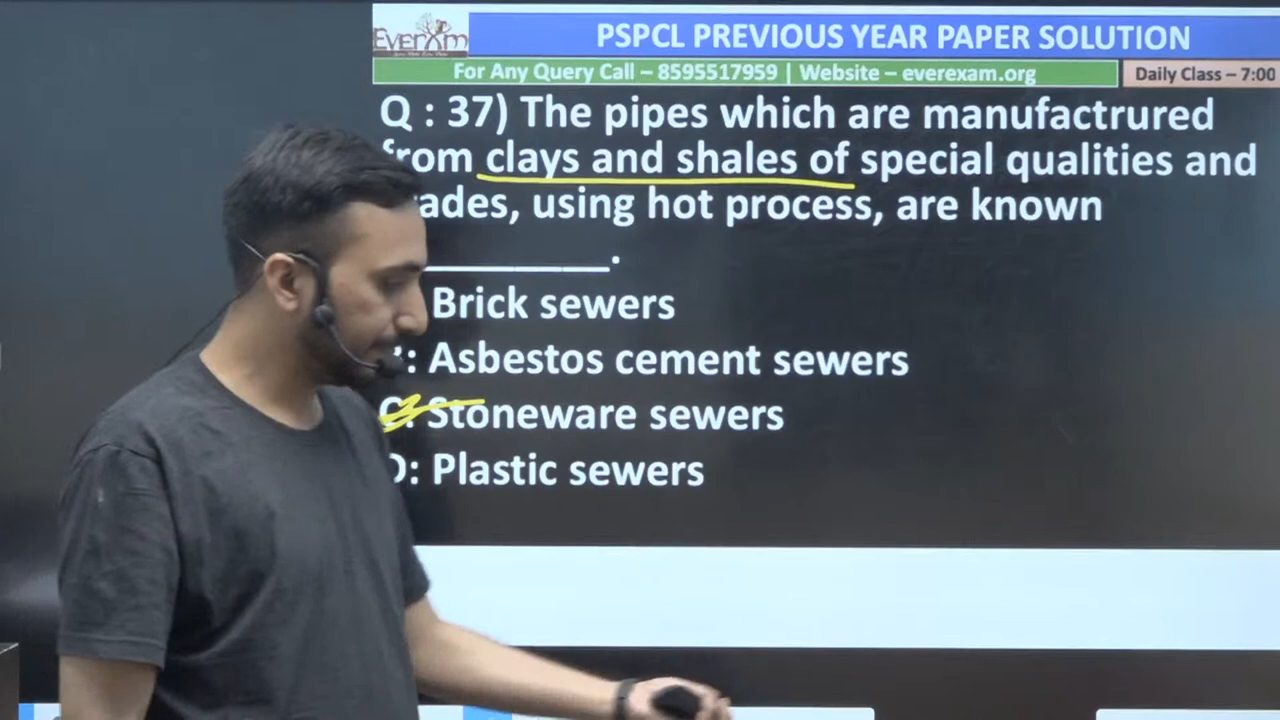 EVEREXAM
PSPCL PREVIOUS YEAR PAPER SOLUTION
For Any Query Call – 8595517959 | Website – everexam.org
Daily Class – 7:00
Q : 37) The pipes which are manufactrured
from clays and shales of special qualities and
ades, using hot process, are known
________.
Brick sewers
: Asbestos cement sewers
C: Stoneware sewers
D: Plastic sewers